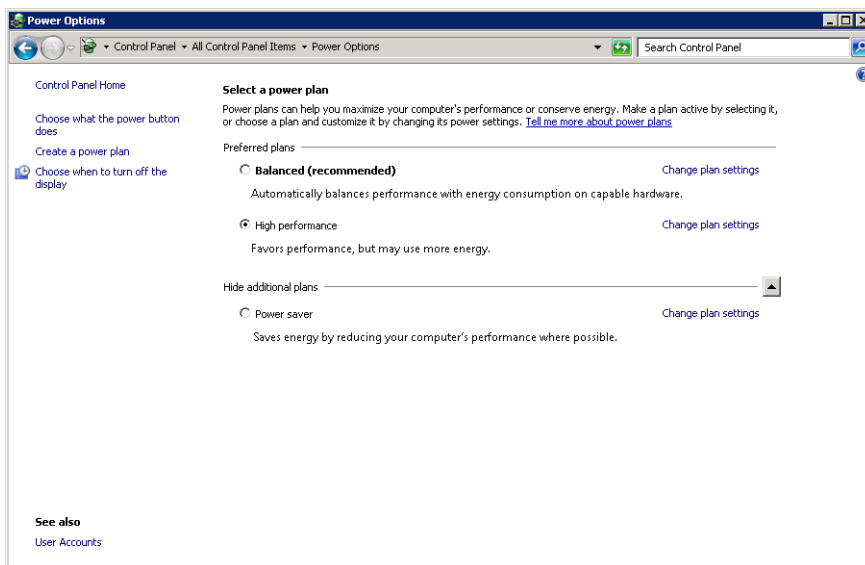 Power Options
Control Panel All Control Panel Items Power Options
Search Control Panel
Control Panel Home
Choose what the power button
does
Create a power plan
Choose when to turn off the
display
See also
User Accounts
Select a power plan
Power plans can help you maximize your computer's performance or conserve energy. Make a plan active by selecting it,
or choose a plan and customize it by changing its power settings. Tell me more about power plans
Preferred plans
Balanced (recommended) Change plan settings
Automatically balances performance with energy consumption on capable hardware.
High performance Change plan settings
Favors performance, but may use more energy.
Hide additional plans
Power saver Change plan settings
Saves energy by reducing your computer's performance where possible.